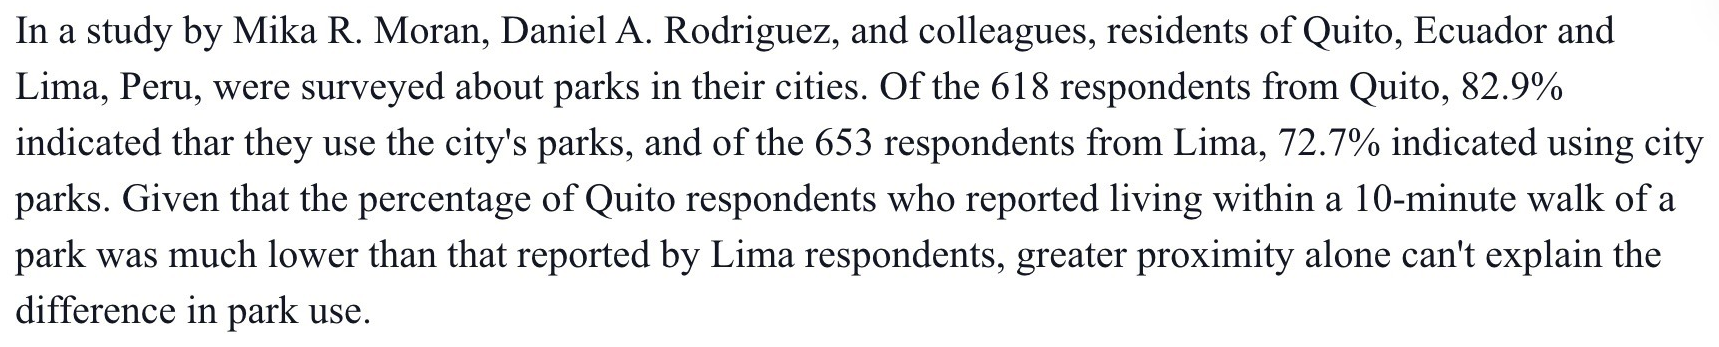 In a study by Mika R. Moran, Daniel A. Rodriguez, and colleagues, residents of Quito, Ecuador and
Lima, Peru, were surveyed about parks in their cities. Of the 618 respondents from Quito, 82.9%
indicated thar they use the city's parks, and of the 653 respondents from Lima, 72.7% indicated using city
parks. Given that the percentage of Quito respondents who reported living within a 10-minute walk of a
park was much lower than that reported by Lima respondents, greater proximity alone can't explain the
difference in park use.